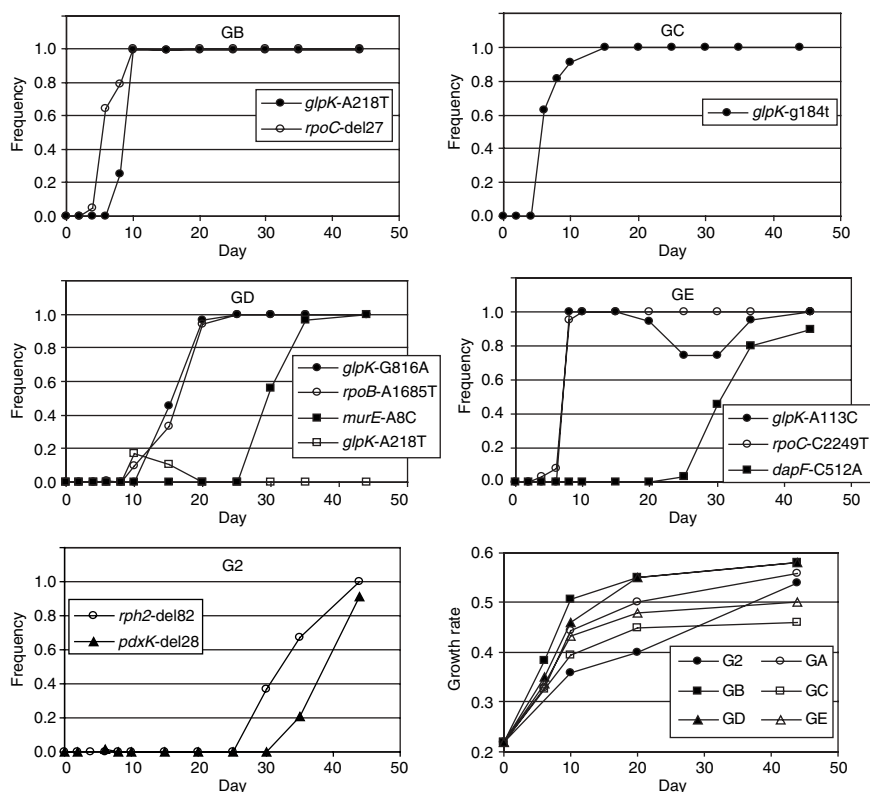 GB
Frequency
1.0
0.8
0.6
0.4
0.2
0.0
glpK-A218T
rpoC-del27
0 10 20 30 40 50
Day
GC
Frequency
1.0
0.8
0.6
0.4
0.2
0.0
glpK-g184t
0 10 20 30 40 50
Day
GD
Frequency
1.0
0.8
0.6
0.4
0.2
0.0
glpK-G816A
rpoB-A1685T
murE-A8C
glpK-A218T
0 10 20 30 40 50
Day
GE
Frequency
1.0
0.8
0.6
0.4
0.2
0.0
glpK-A113C
rpoC-C2249T
dapF-C512A
0 10 20 30 40 50
Day
G2
Frequency
1.0
0.8
0.6
0.4
0.2
0.0
rph2-del82
pdxK-del28
0 10 20 30 40 50
Day
Growth rate
0.6
0.5
0.4
0.3
0.2
G2 GA
GB GC
GD GE
0 10 20 30 40 50
Day